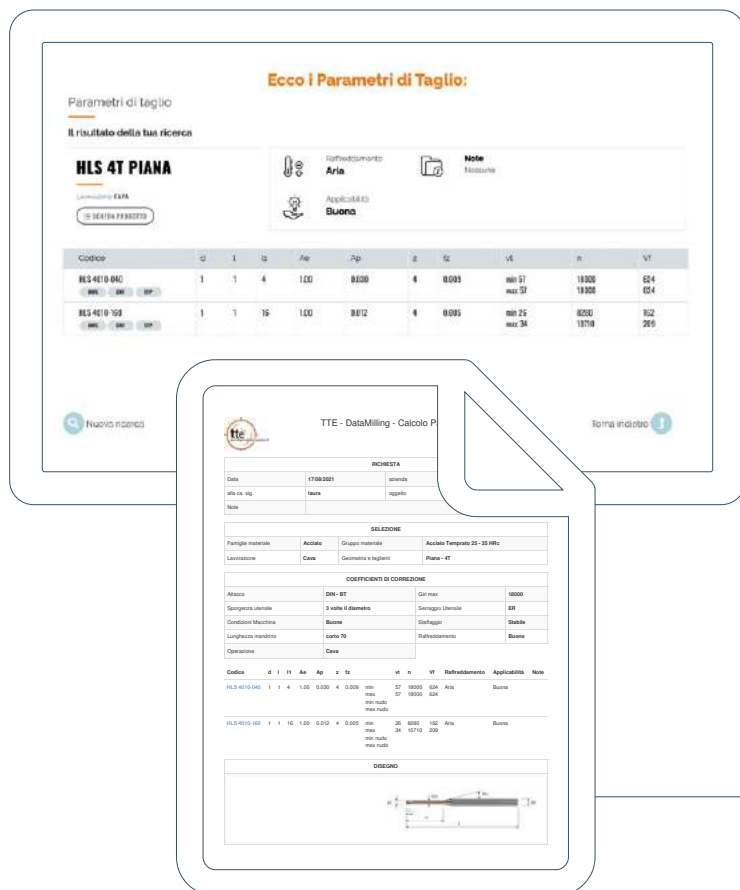 Ecco i Parametri di Taglio:
Parametri di taglio
Il risultato della tua ricerca
HLS 4T PIANA
Lavorazione CAVA
SCHEDA PRODOTTO
Raffreddamento
Aria
Note
Nessuna
Applicabilità
Buona
Codice d l l1 Ae Ap z fz vt n Vf
HLS 4010-040 1 1 4 1.00 0.030 4 0.009 min 57 18000 624
max 57 18000 624
HLS 4010-160 1 1 16 1.00 0.012 4 0.005 min 26 8280 162
max 34 10710 209
Nuova ricerca
Torna indietro
tte
TTE - DataMilling - Calcolo P
RICHIESTA
Data 17/08/2021 azienda
alla ca. sig. laura oggetto
Note
SELEZIONE
Famiglie materiale Acciaio Gruppo materiale Acciaio Temprato 25 - 35 HRc
Lavorazione Cava Geometria e taglienti Piana - 4T
COEFFICIENTI DI CORREZIONE
Attacco DIN - BT Giri max 18000
Sporgenza utensile 3 volte il diametro Serraggio Utensile ER
Condizioni Macchina Buone Staffaggio Stabile
Lunghezza mandrino corto 70 Raffreddamento Buone
Operazione Cava
Codice d l l1 Ae Ap z fz vt n Vf Raffreddamento Applicabilità Note
HLS 4010-040 1 1 4 1.00 0.030 4 0.009 min 57 18000 624 Aria Buona
max 57 18000 624
min nudo
max nudo
HLS 4010-160 1 1 16 1.00 0.012 4 0.005 min 26 8280 162 Aria Buona
max 34 10710 209
min nudo
max nudo
DISEGNO